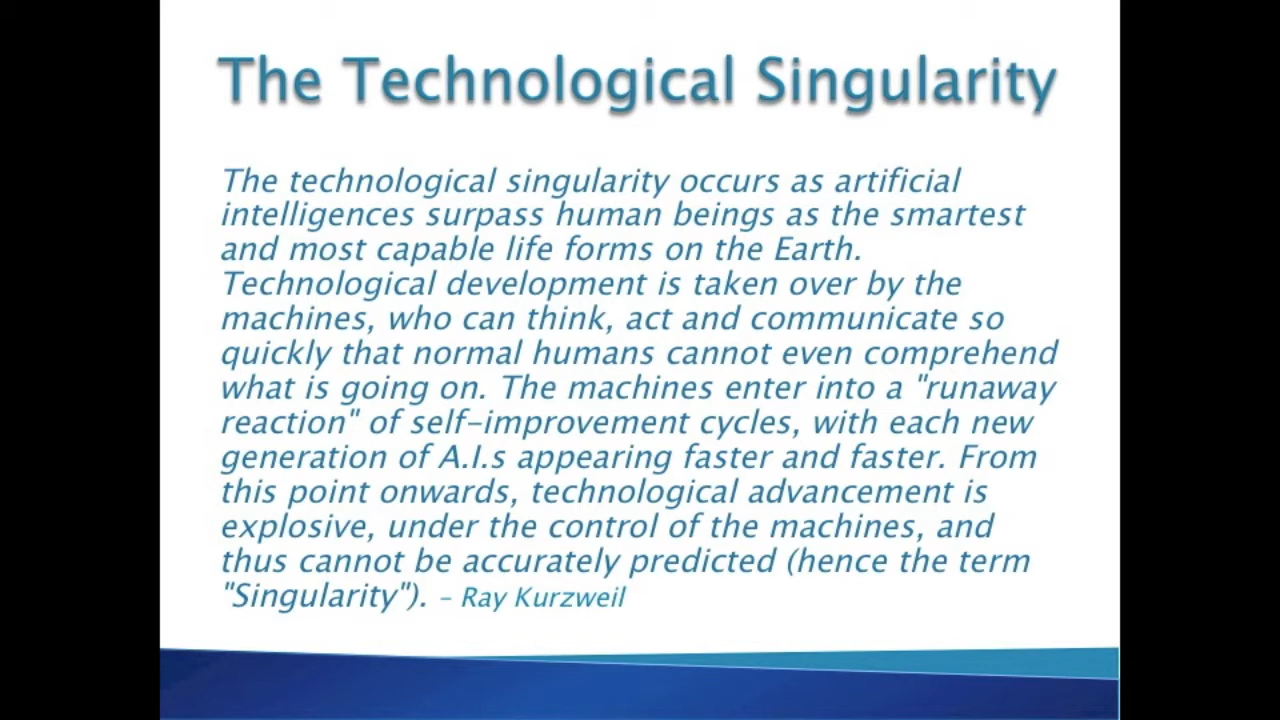 The Technological Singularity
The technological singularity occurs as artificial
intelligences surpass human beings as the smartest
and most capable life forms on the Earth.
Technological development is taken over by the
machines, who can think, act and communicate so
quickly that normal humans cannot even comprehend
what is going on. The machines enter into a "runaway
reaction" of self-improvement cycles, with each new
generation of A.I.s appearing faster and faster. From
this point onwards, technological advancement is
explosive, under the control of the machines, and
thus cannot be accurately predicted (hence the term
"Singularity"). - Ray Kurzweil